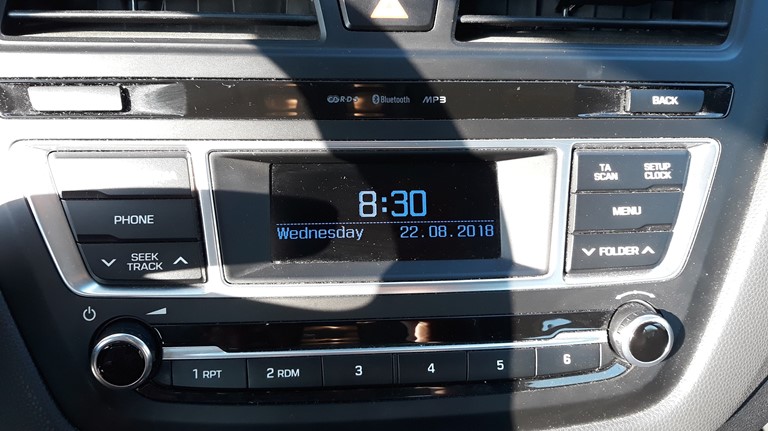 R·D·S Bluetooth MP3
BACK
8:30
Wednesday 22.08.2018
PHONE
SEEK
TRACK
TA
SCAN
SETUP
CLOCK
MENU
FOLDER
1 RPT
2 RDM
3
4
5
6